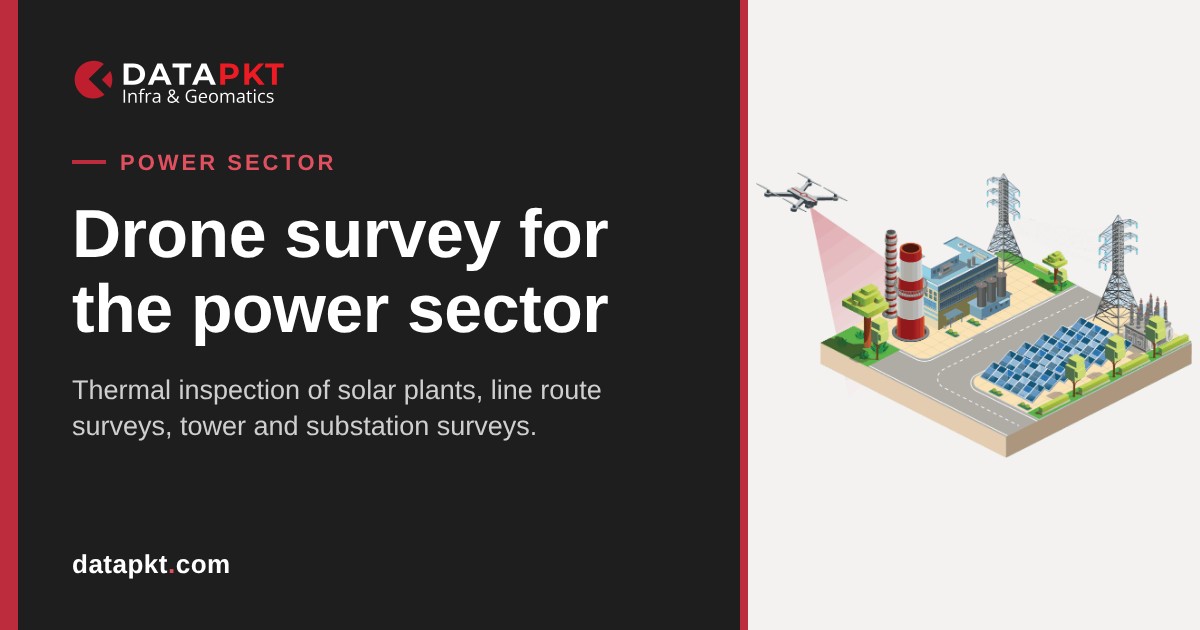 DATAPKT
Infra & Geomatics
POWER SECTOR
Drone survey for
the power sector
Thermal inspection of solar plants, line route
surveys, tower and substation surveys.
datapkt.com